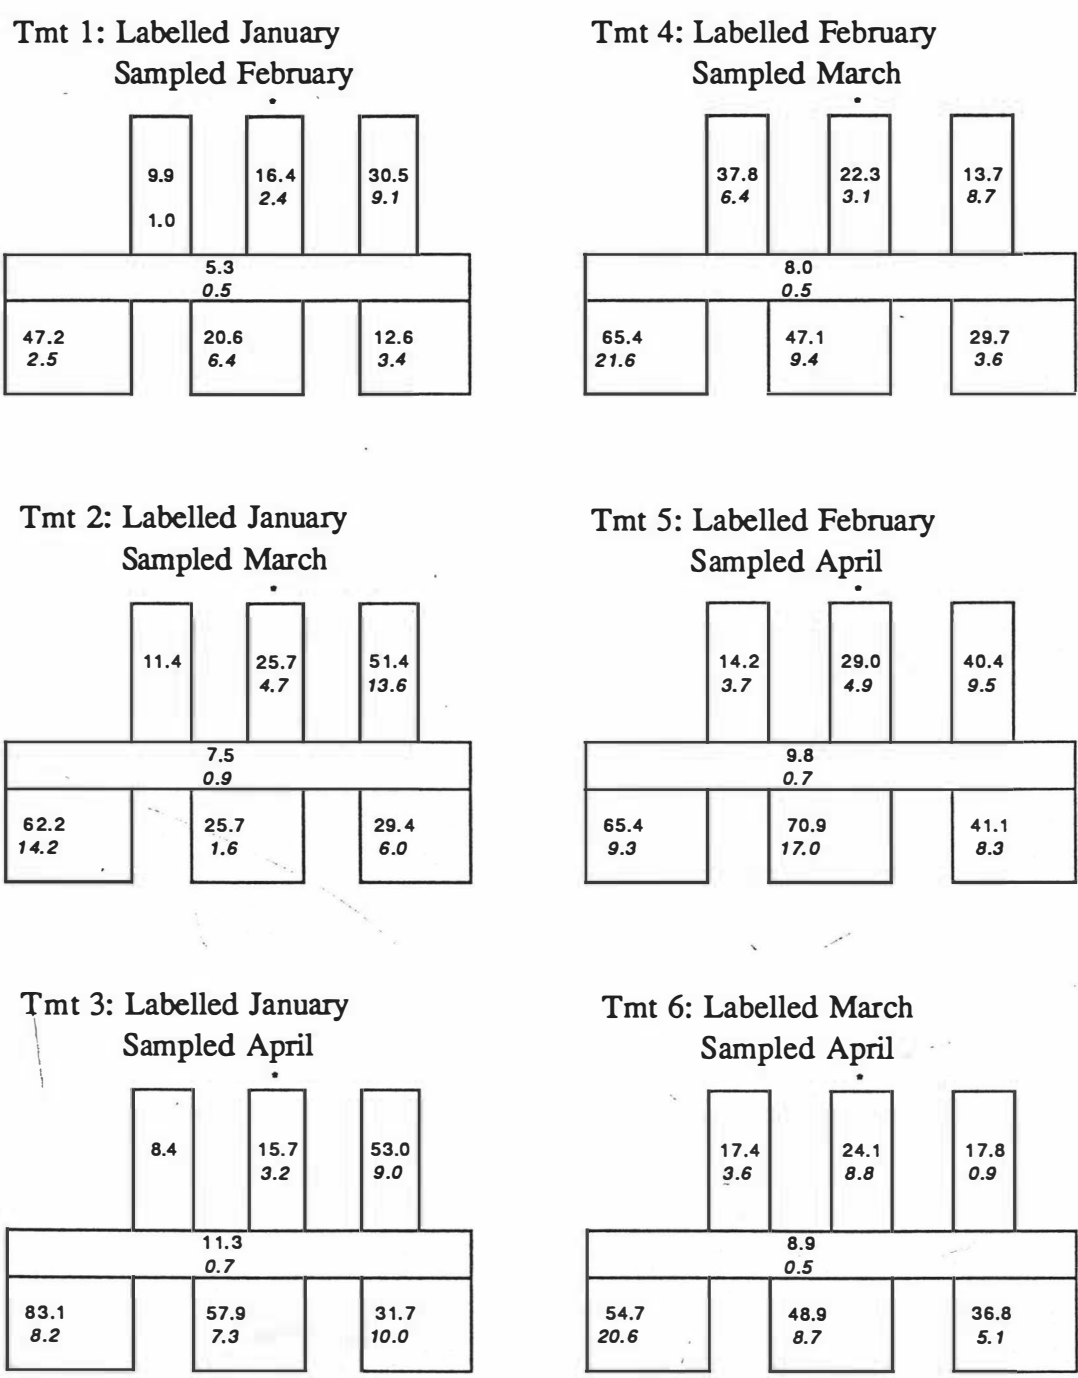 Tmt 1: Labelled January
Sampled February
*
9.9 16.4 30.5
2.4 9.1
1.0
5.3
0.5
47.2 20.6 12.6
2.5 6.4 3.4
Tmt 4: Labelled February
Sampled March
*
37.8 22.3 13.7
6.4 3.1 8.7
8.0
0.5
65.4 47.1 29.7
21.6 9.4 3.6
Tmt 2: Labelled January
Sampled March
*
11.4 25.7 51.4
4.7 13.6
7.5
0.9
62.2 25.7 29.4
14.2 1.6 6.0
Tmt 5: Labelled February
Sampled April
*
14.2 29.0 40.4
3.7 4.9 9.5
9.8
0.7
65.4 70.9 41.1
9.3 17.0 8.3
Tmt 3: Labelled January
Sampled April
*
8.4 15.7 53.0
3.2 9.0
11.3
0.7
83.1 57.9 31.7
8.2 7.3 10.0
Tmt 6: Labelled March
Sampled April
*
17.4 24.1 17.8
3.6 8.8 0.9
8.9
0.5
54.7 48.9 36.8
20.6 8.7 5.1